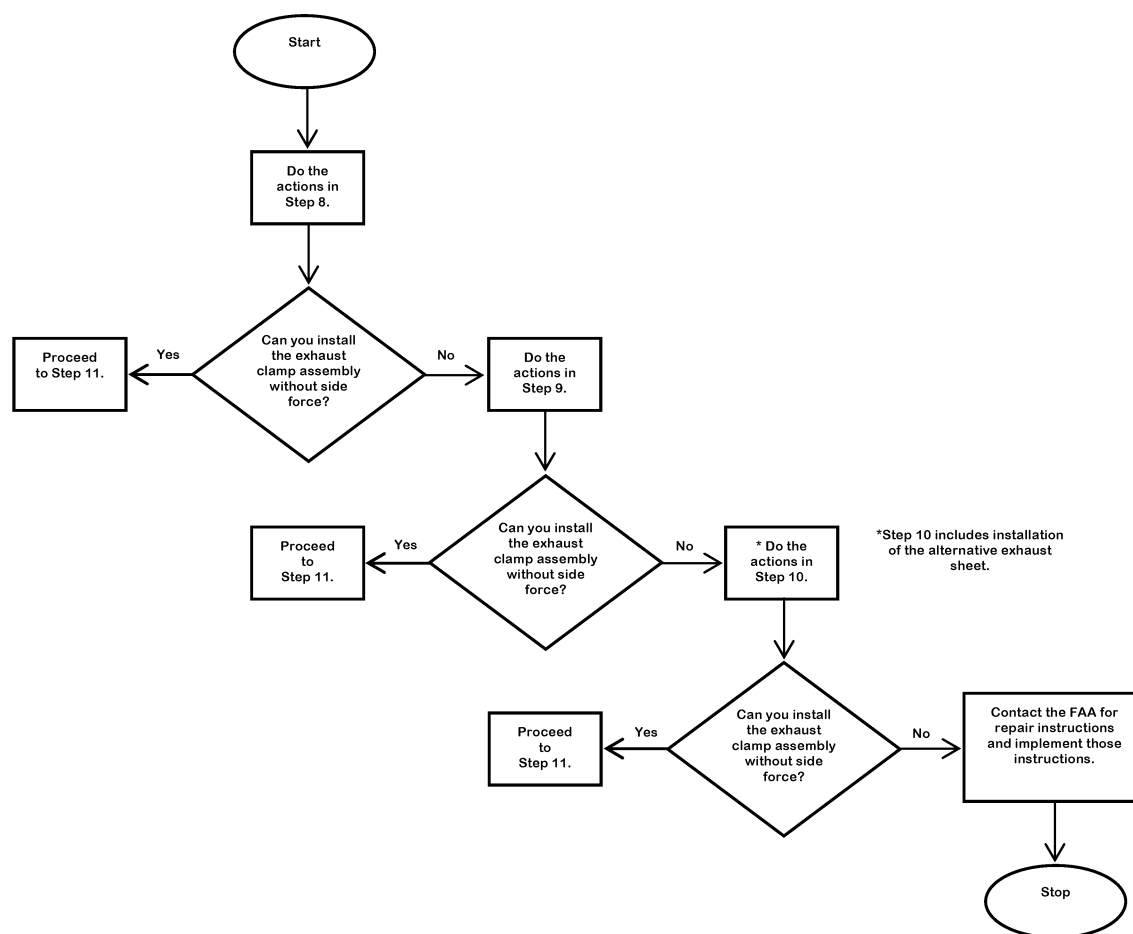 Start
Do the
actions in
Step 8.
Can you install
the exhaust
clamp assembly
without side
force?
Yes
Proceed
to Step 11.
No
Do the
actions in
Step 9.
Can you install
the exhaust
clamp assembly
without side
force?
Yes
Proceed
to
Step 11.
No
* Do the
actions in
Step 10.
*Step 10 includes installation
of the alternative exhaust
sheet.
Can you install
the exhaust
clamp assembly
without side
force?
Yes
Proceed
to
Step 11.
No
Contact the FAA for
repair instructions
and implement those
instructions.
Stop